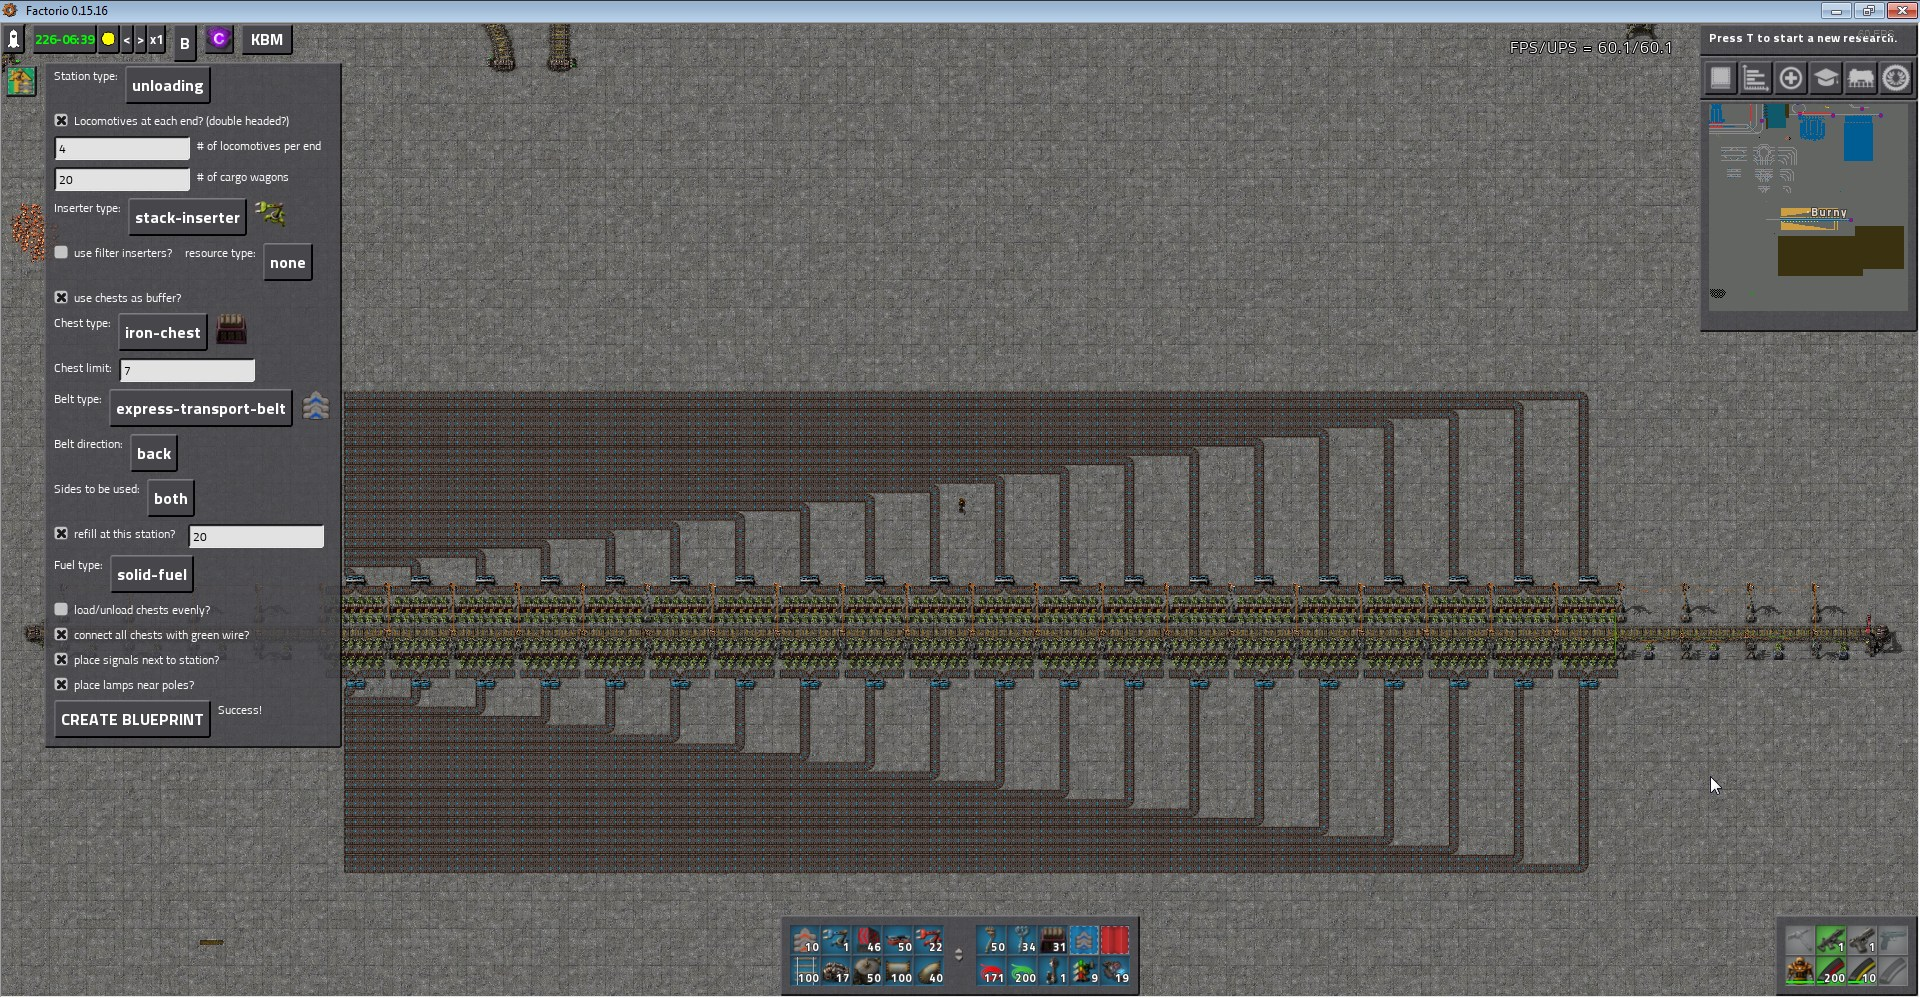 Factorio 0.15.16
226-06:39 < > x1 B C KBM
FPS/UPS = 60.1/60.1
Press T to start a new research.
Station type: unloading
Locomotives at each end? (double headed?)
4 # of locomotives per end
20 # of cargo wagons
Inserter type: stack-inserter
use filter inserters? resource type: none
use chests as buffer?
Chest type: iron-chest
Chest limit: 7
Belt type: express-transport-belt
Belt direction: back
Sides to be used: both
refill at this station? 20
Fuel type: solid-fuel
load/unload chests evenly?
connect all chests with green wire?
place signals next to station?
place lamps near poles?
CREATE BLUEPRINT Success!
Burny
10 1 46 50 22 50 34 31
100 17 50 100 40 171 200 1 9 19
1 1
200 10